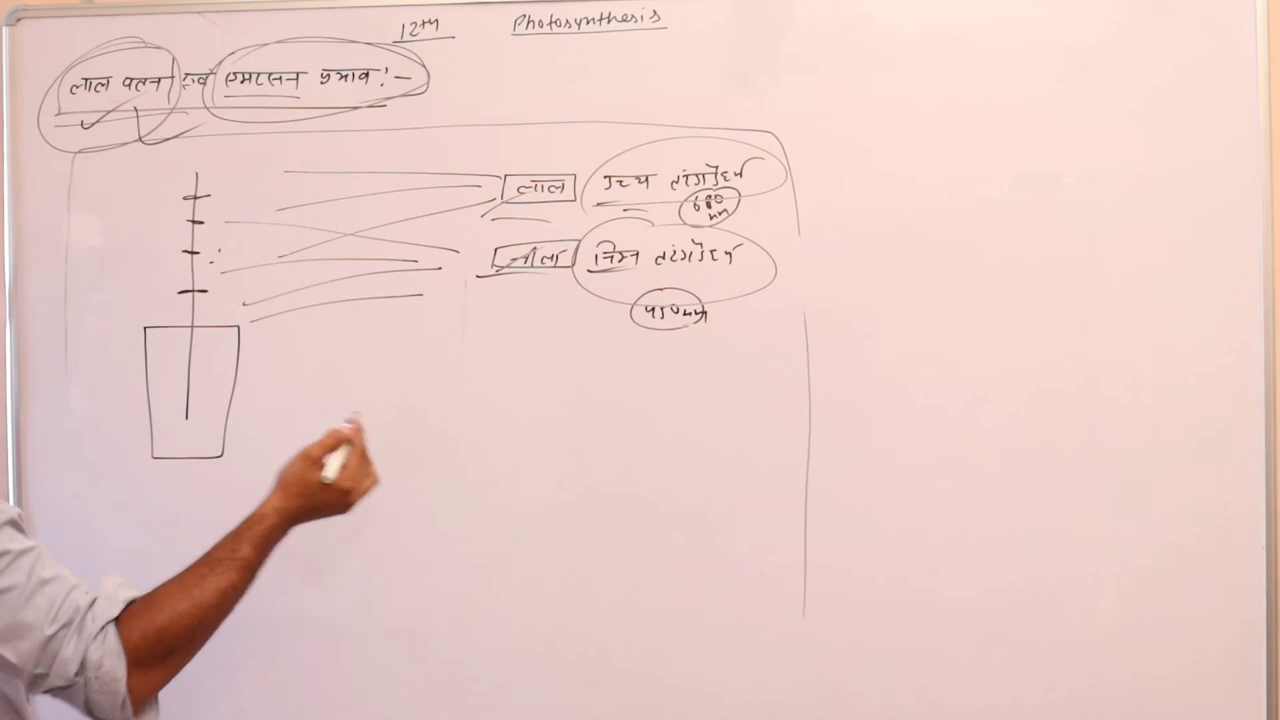 12th Photosynthesis
लाल पतन एवं एमरसन प्रभाव :-
लाल उच्च तरंगदैर्ध्य
680 nm
नीला निम्न तरंगदैर्ध्य
450nm